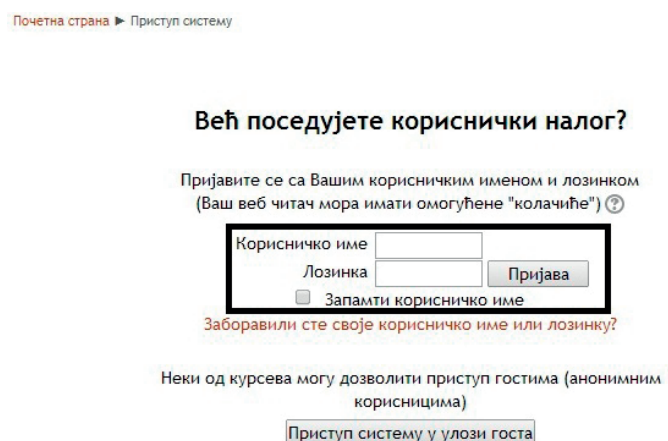 Почетна страна ► Приступ систему
Већ поседујете кориснички налог?
Пријавите се са Вашим корисничким именом и лозинком
(Ваш веб читач мора имати омогућене "колачиће") ?
Корисничко име
Лозинка Пријава
Запамти корисничко име
Заборавили сте своје корисничко име или лозинку?
Неки од курсева могу дозволити приступ гостима (анонимним
корисницима)
Приступ систему у улози госта